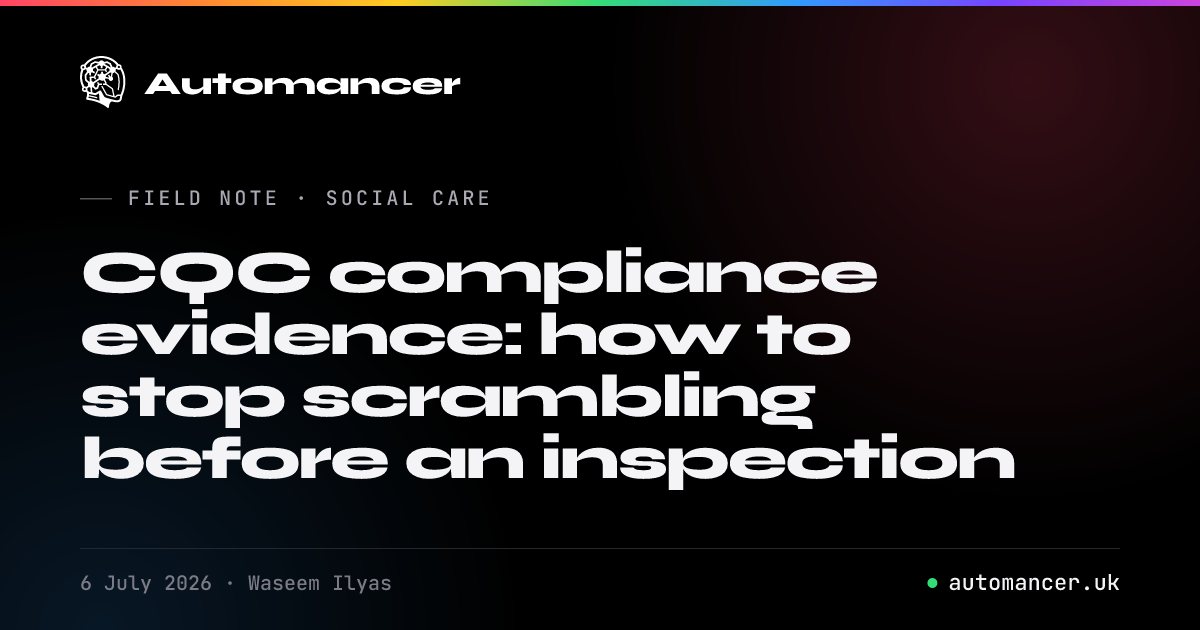 Automancer
FIELD NOTE · SOCIAL CARE
CQC compliance
evidence: how to
stop scrambling
before an inspection
6 July 2026 · Waseem Ilyas
automancer.uk